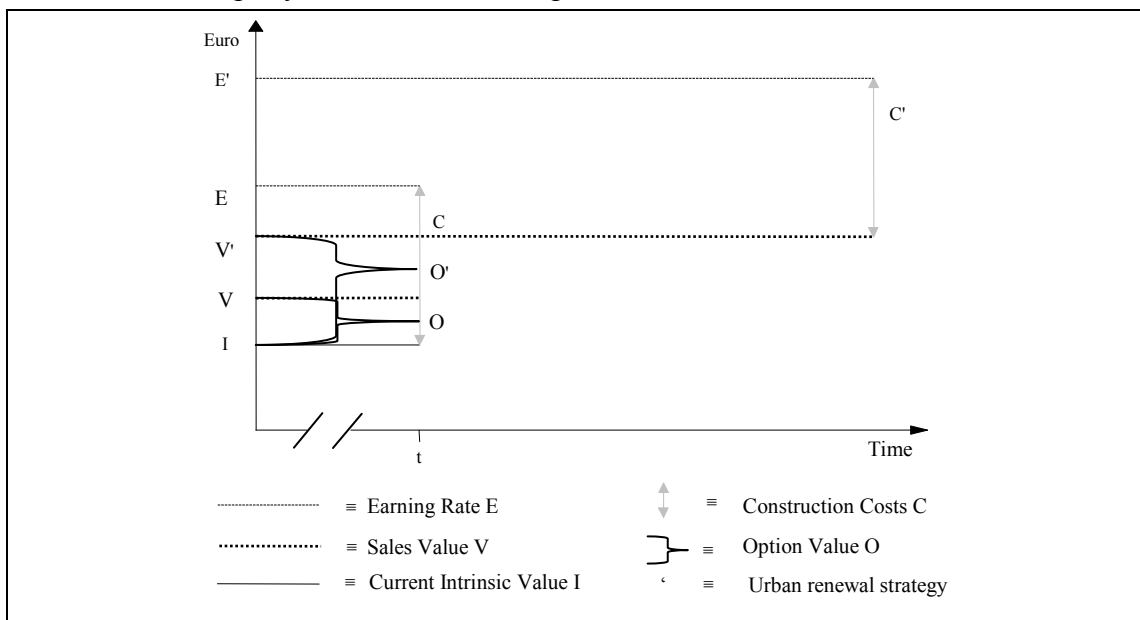 Euro
E'
C'
E
C
V'
O'
V
O
I
Time
t
≡ Earning Rate E
≡ Construction Costs C
≡ Sales Value V
≡ Option Value O
≡ Current Intrinsic Value I
‘ ≡ Urban renewal strategy